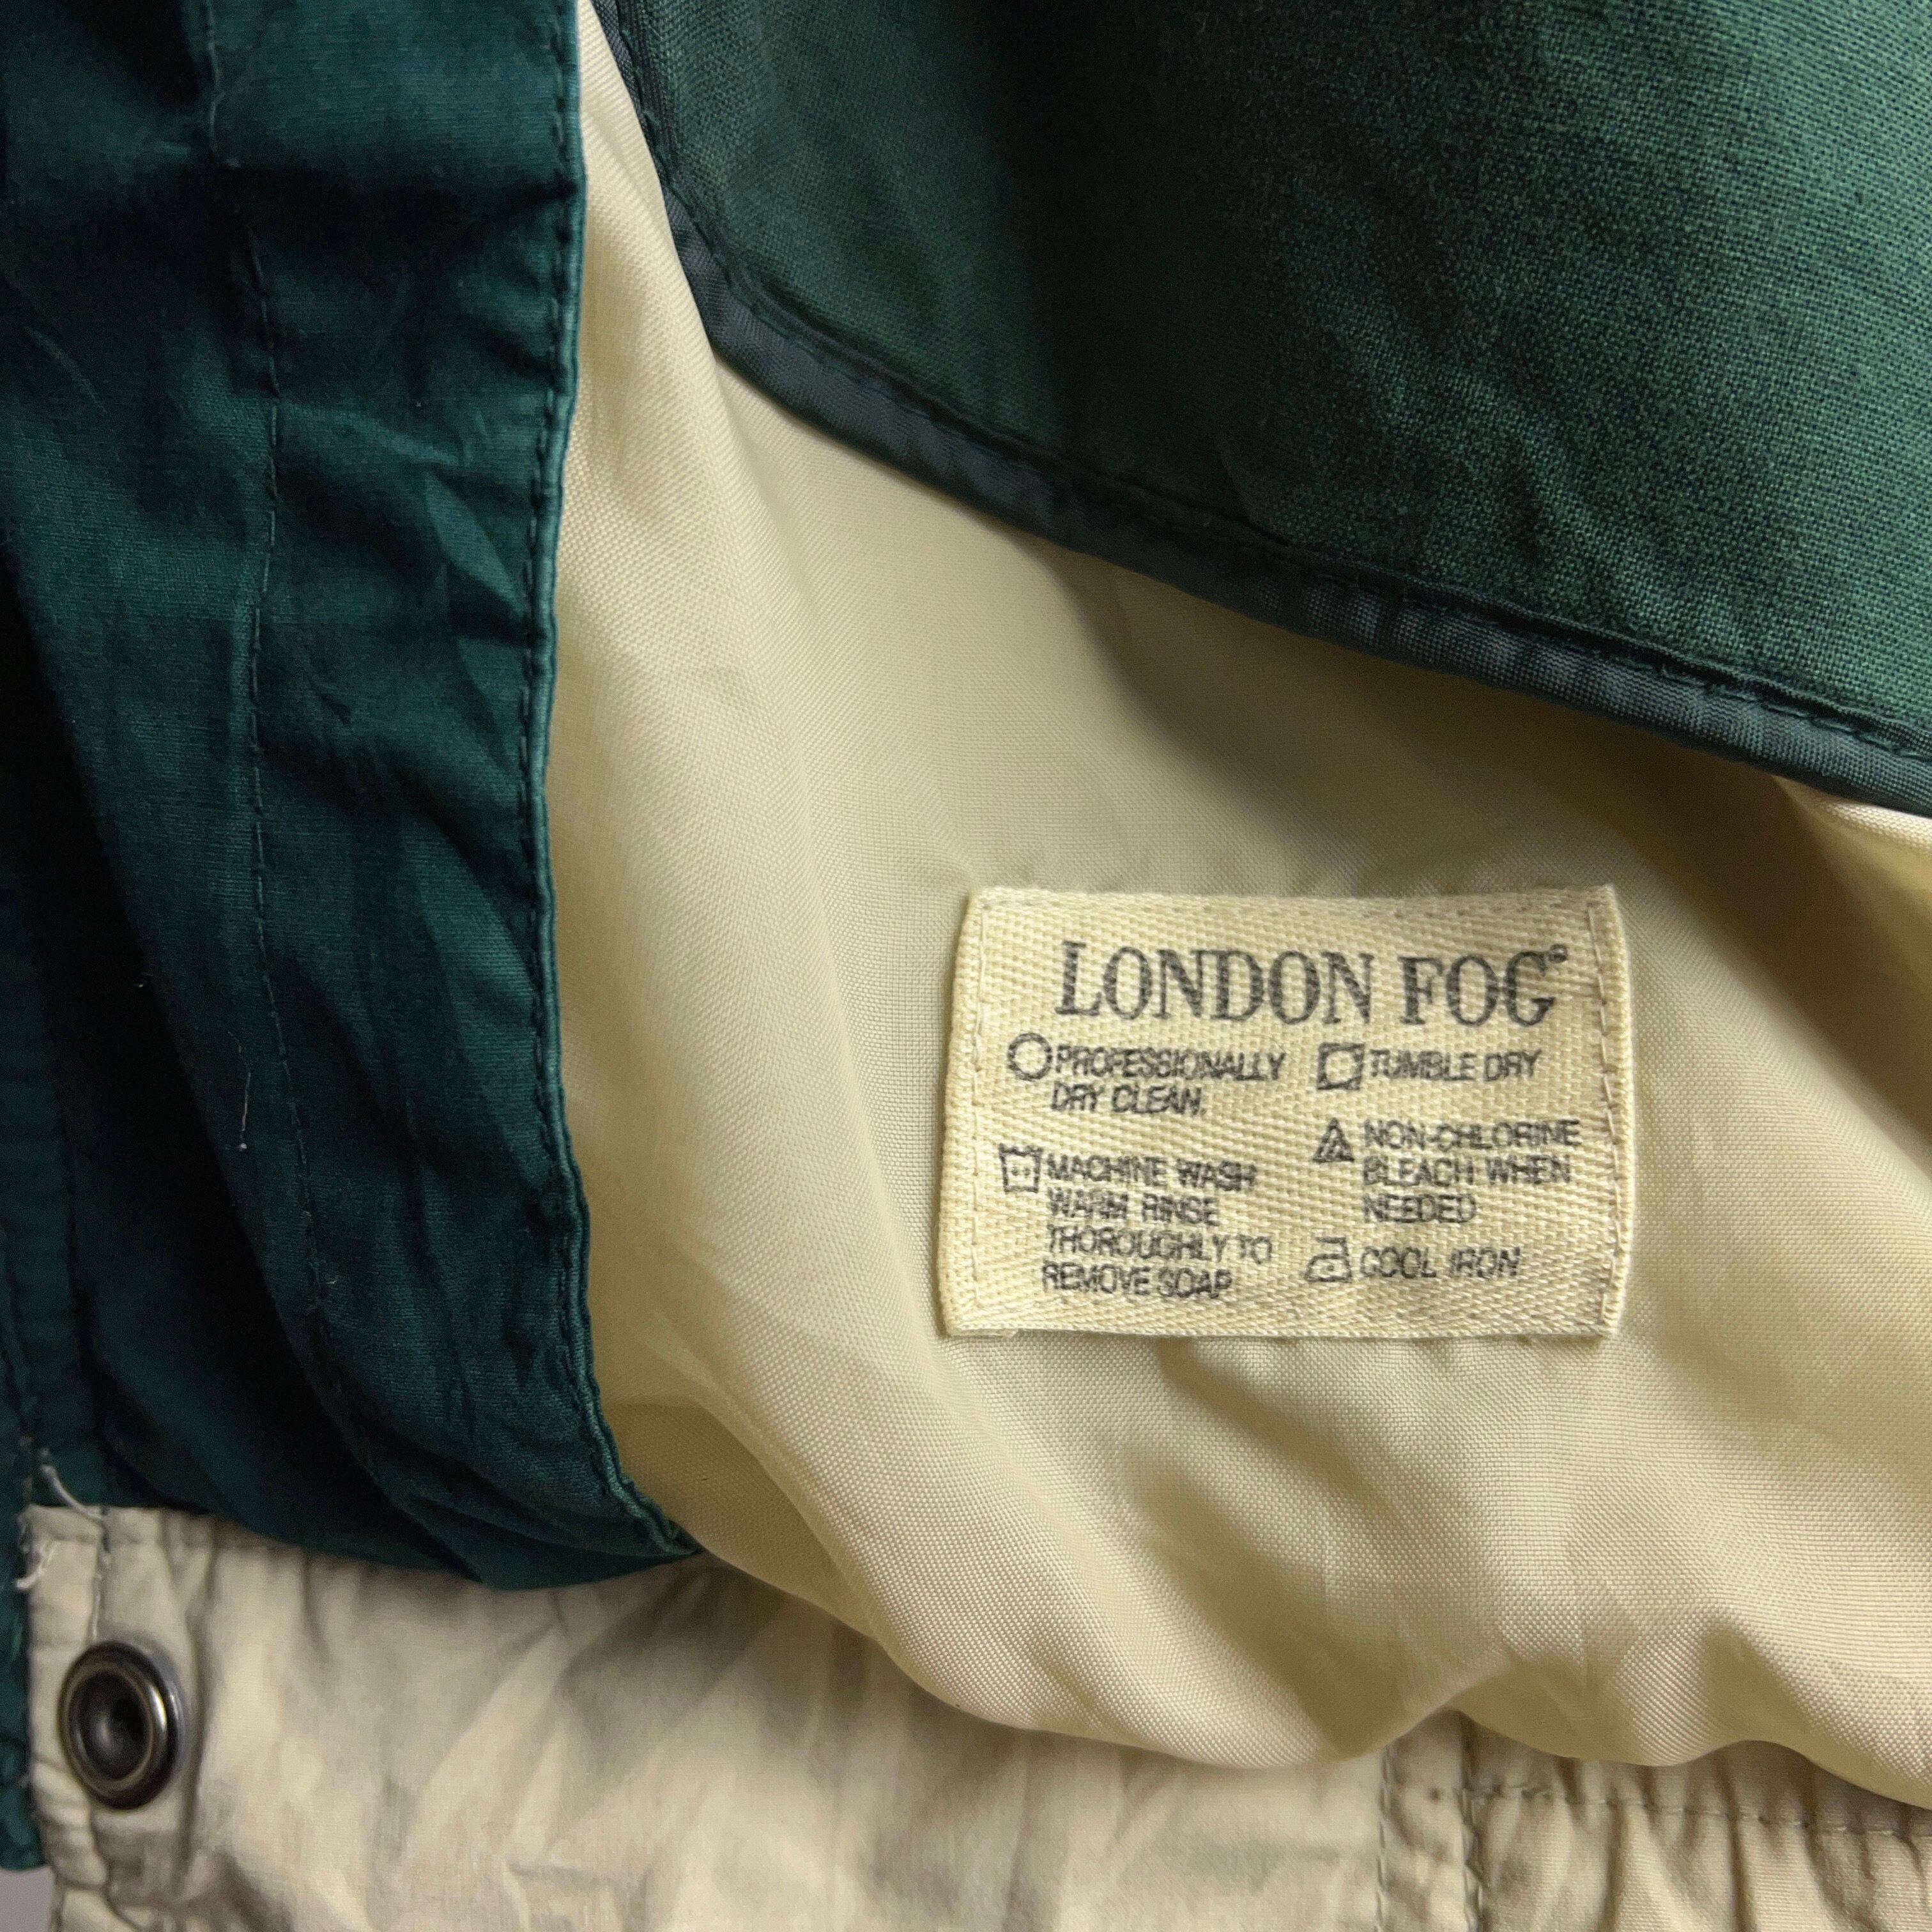 LONDON FOG®
PROFESSIONALLY
DRY CLEAN.
MACHINE WASH
WARM RINSE
THOROUGHLY TO
REMOVE SOAP
TUMBLE DRY
NON-CHLORINE
BLEACH WHEN
NEEDED
COOL IRON